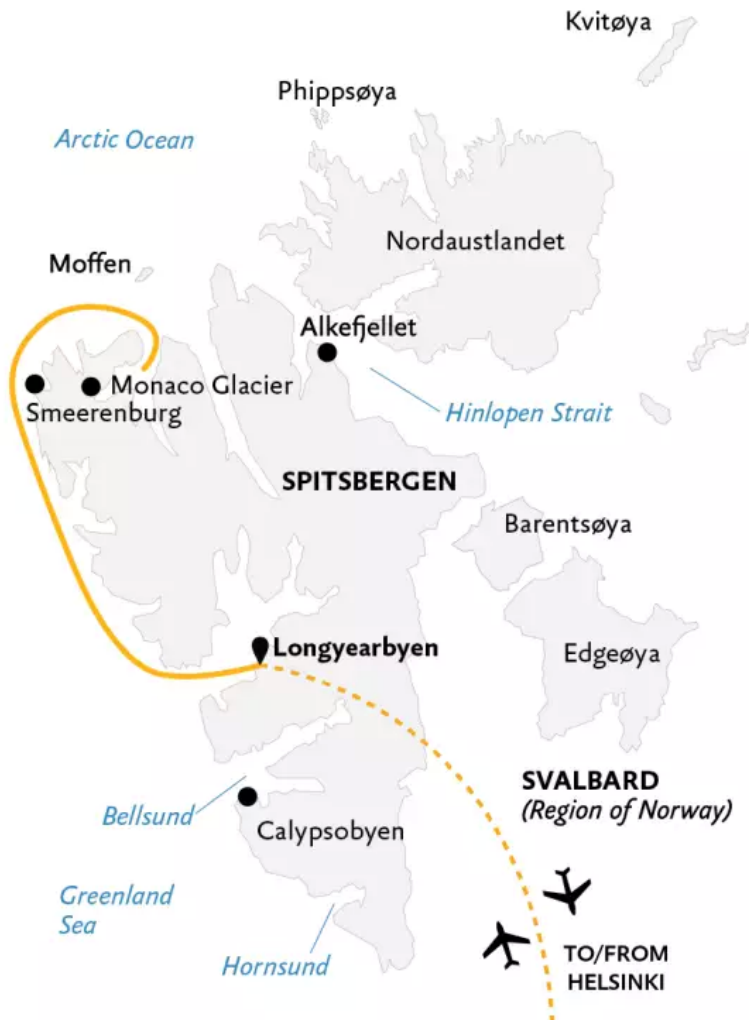 Kvitøya
Phippsøya
Arctic Ocean
Nordaustlandet
Moffen
Alkefjellet
Monaco Glacier
Smeerenburg
Hinlopen Strait
SPITSBERGEN
Barentsøya
Longyearbyen
Edgeøya
SVALBARD
(Region of Norway)
Bellsund
Calypsobyen
Greenland
Sea
Hornsund
TO/FROM
HELSINKI